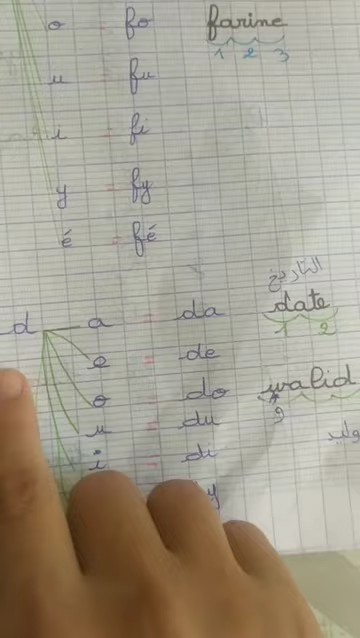 o = fo farine
1 2 3
u = fu
i = fi
y = fy
é = fé
التاريخ
d a = da date
1 2
e = de
o = do walid
و
u = du
i = di
y